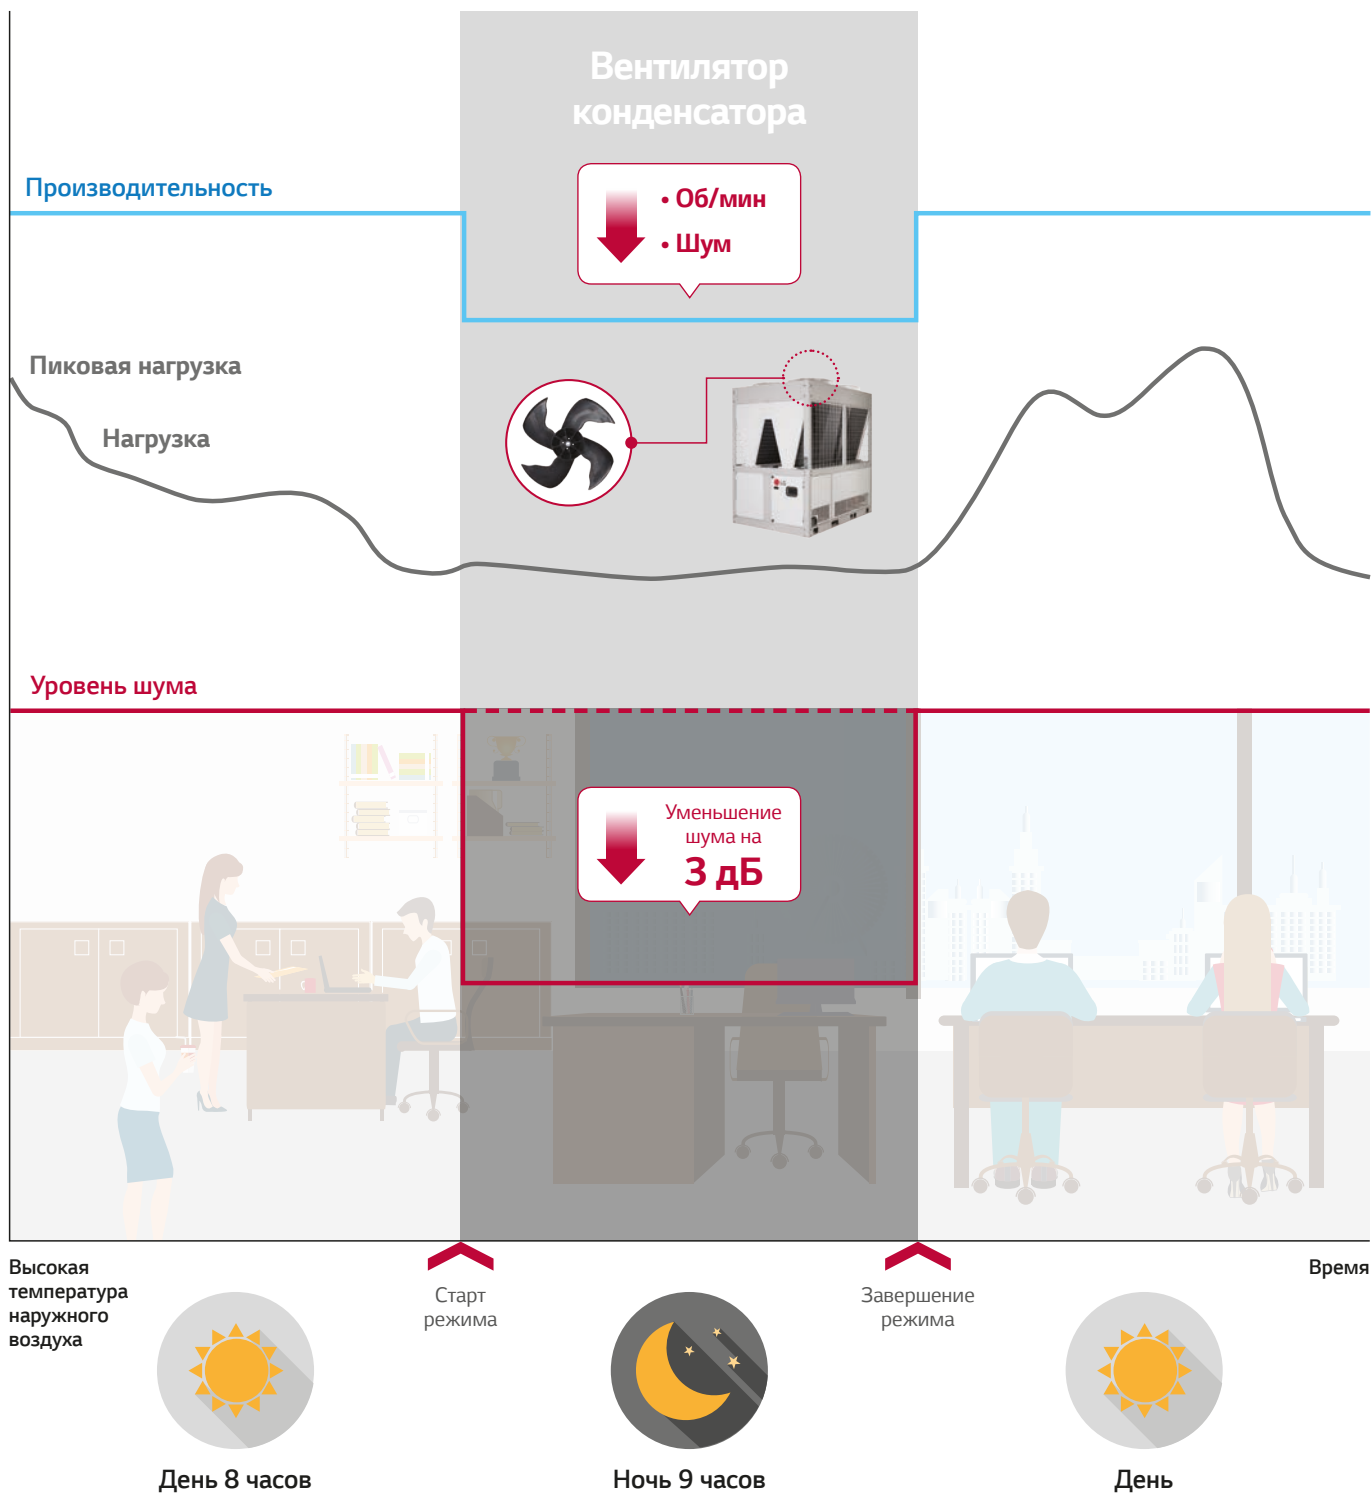 Вентилятор
конденсатора
Производительность
• Об/мин
• Шум
Пиковая нагрузка
Нагрузка
LG
Уровень шума
Уменьшение
шума на
3 дБ
Высокая
температура
наружного
воздуха
Старт
режима
Завершение
режима
Время
День 8 часов
Ночь 9 часов
День